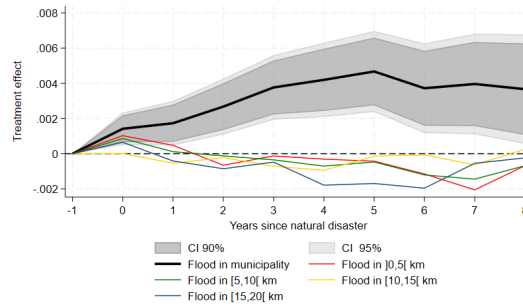 .008
.006
.004
.002
0
-.002
Treatment effect
-1 0 1 2 3 4 5 6 7 8
Years since natural disaster
CI 90% CI 95%
Flood in municipality Flood in ]0,5[ km
Flood in [5,10[ km Flood in [10,15[ km
Flood in [15,20[ km